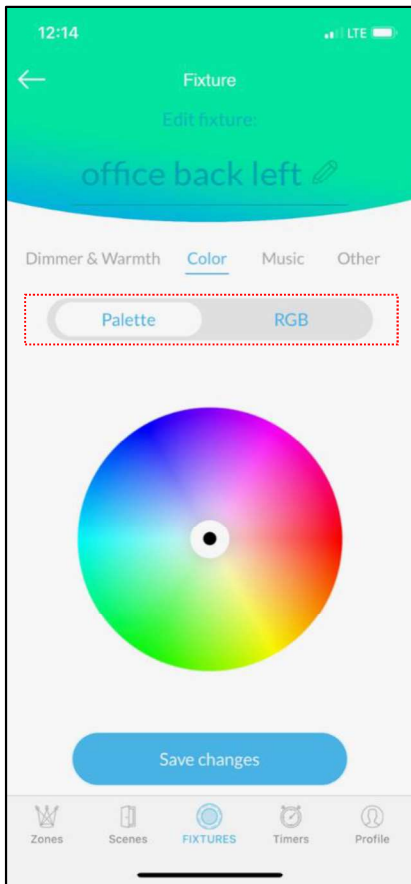 12:14 LTE
Fixture
Edit fixture:
office back left
Dimmer & Warmth Color Music Other
Palette RGB
Save changes
Zones Scenes FIXTURES Timers Profile